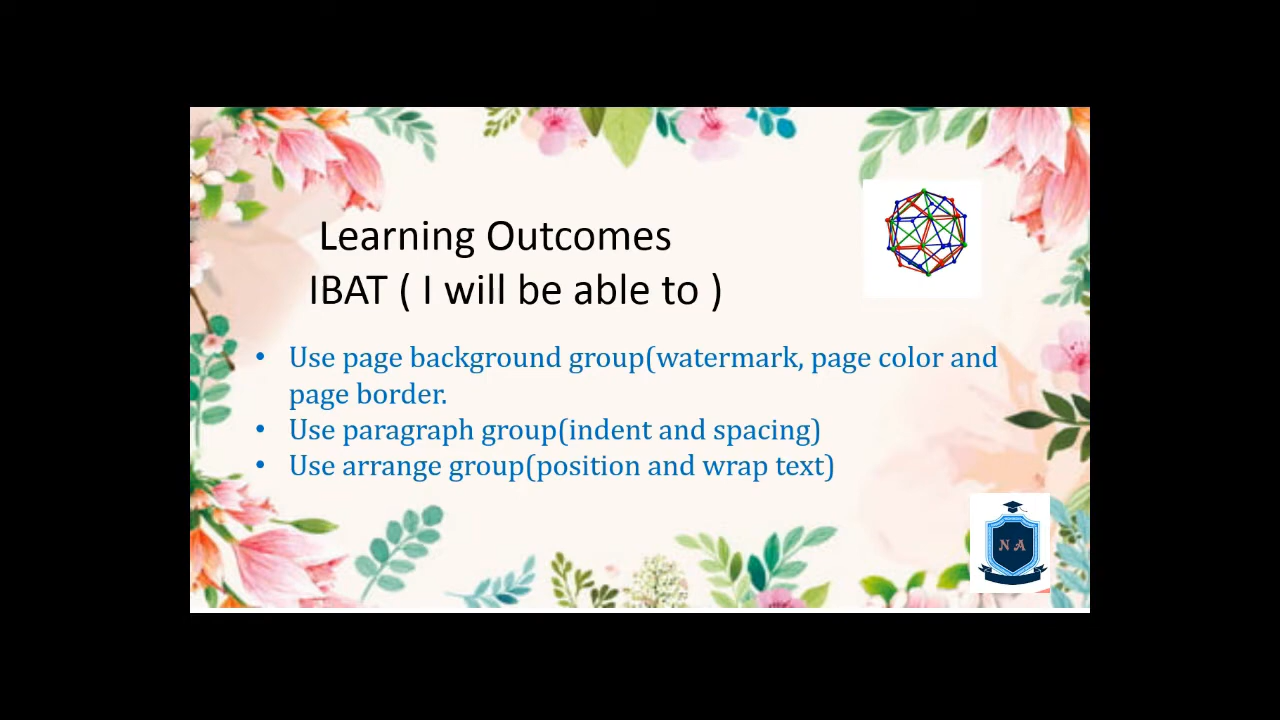 Learning Outcomes
IBAT ( I will be able to )
• Use page background group(watermark, page color and
page border.
• Use paragraph group(indent and spacing)
• Use arrange group(position and wrap text)
N A